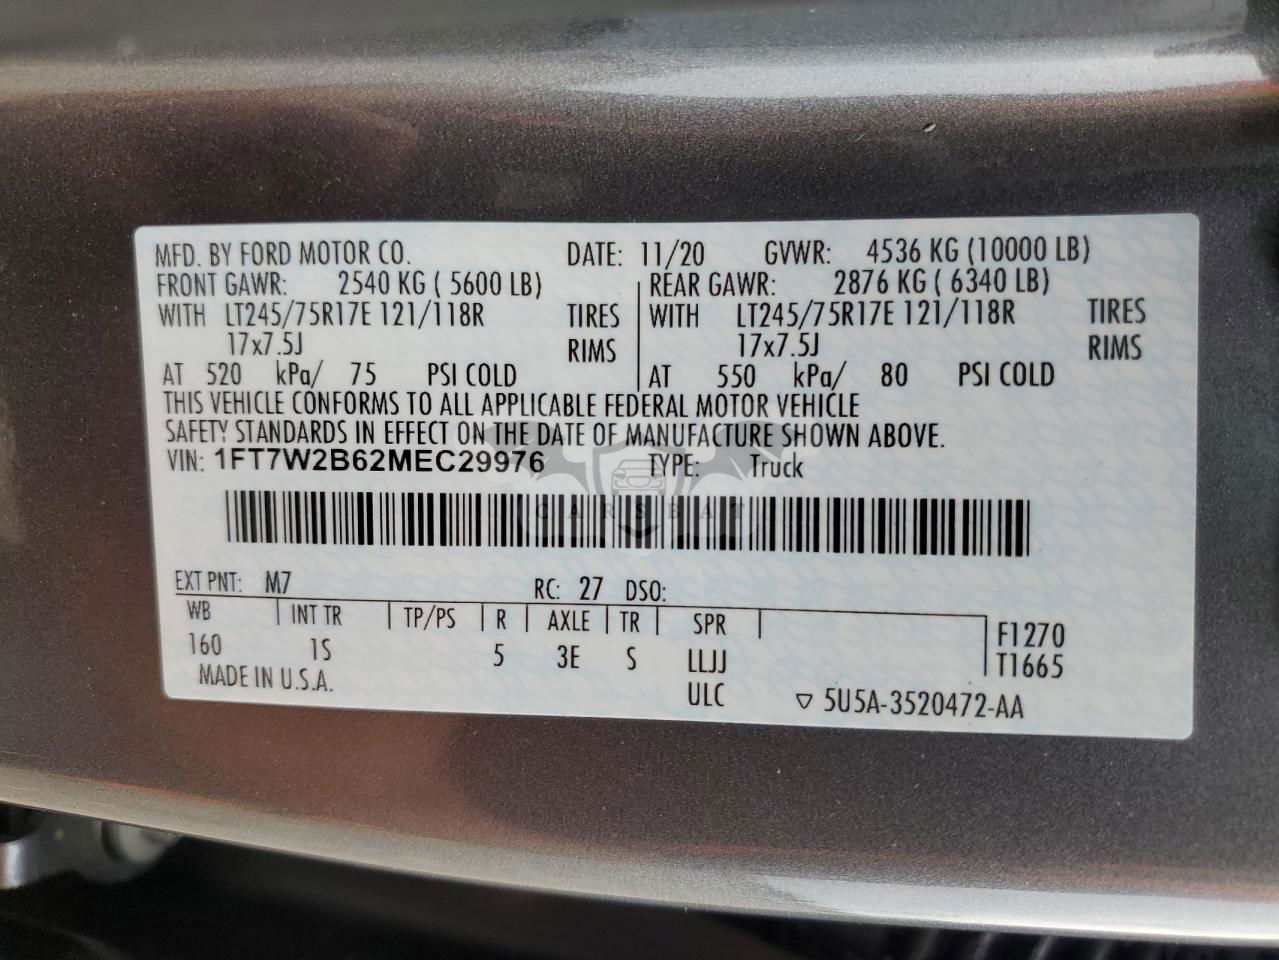 MFD. BY FORD MOTOR CO. DATE: 11/20 GVWR: 4536 KG (10000 LB)
FRONT GAWR: 2540 KG ( 5600 LB) REAR GAWR: 2876 KG ( 6340 LB)
WITH LT245/75R17E 121/118R TIRES WITH LT245/75R17E 121/118R TIRES
17x7.5J RIMS 17x7.5J RIMS
AT 520 kPa/ 75 PSI COLD AT 550 kPa/ 80 PSI COLD
THIS VEHICLE CONFORMS TO ALL APPLICABLE FEDERAL MOTOR VEHICLE
SAFETY STANDARDS IN EFFECT ON THE DATE OF MANUFACTURE SHOWN ABOVE.
VIN: 1FT7W2B62MEC29976 TYPE: Truck
CARSBAT
EXT PNT: M7 RC: 27 DSO:
WB INT TR TP/PS R AXLE TR SPR F1270
160 1S 5 3E S LLJJ T1665
MADE IN U.S.A. ULC ▽ 5U5A-3520472-AA